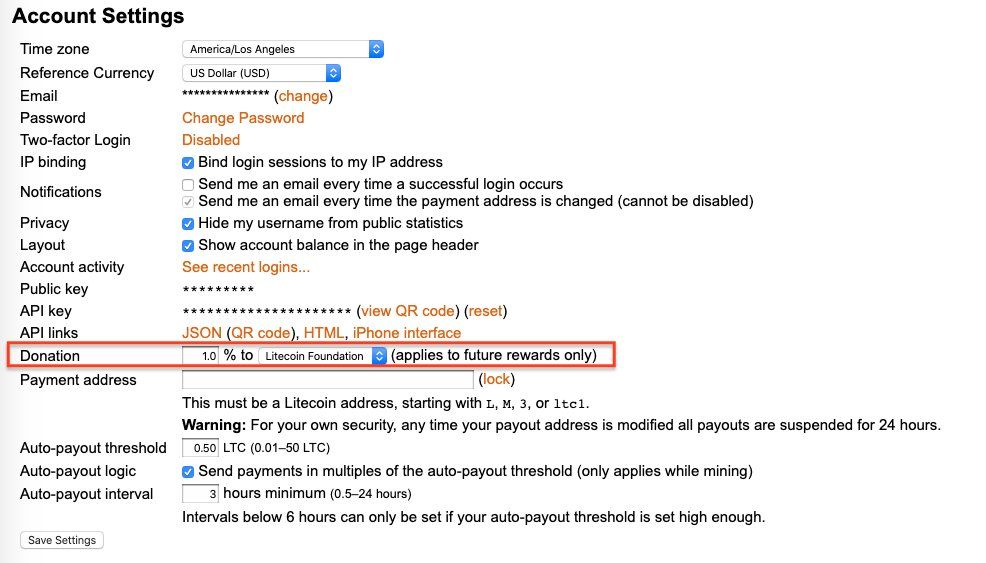 Account Settings
Time zone America/Los Angeles
Reference Currency US Dollar (USD)
Email *************** (change)
Password Change Password
Two-factor Login Disabled
IP binding Bind login sessions to my IP address
Notifications Send me an email every time a successful login occurs
Send me an email every time the payment address is changed (cannot be disabled)
Privacy Hide my username from public statistics
Layout Show account balance in the page header
Account activity See recent logins...
Public key *********
API key ********************* (view QR code) (reset)
API links JSON (QR code), HTML, iPhone interface
Donation 1.0 % to Litecoin Foundation (applies to future rewards only)
Payment address (lock)
This must be a Litecoin address, starting with L, M, 3, or ltc1.
Warning: For your own security, any time your payout address is modified all payouts are suspended for 24 hours.
Auto-payout threshold 0.50 LTC (0.01–50 LTC)
Auto-payout logic Send payments in multiples of the auto-payout threshold (only applies while mining)
Auto-payout interval 3 hours minimum (0.5–24 hours)
Intervals below 6 hours can only be set if your auto-payout threshold is set high enough.
Save Settings